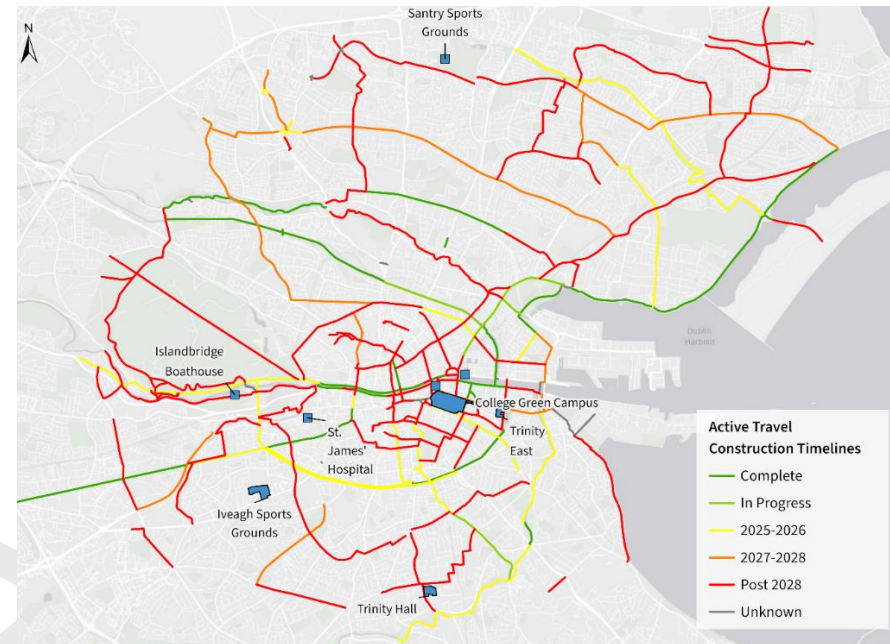 N
Santry Sports
Grounds
Dublin
Harbour
Islandbridge
Boathouse
College Green Campus
St.
James'
Hospital
Trinity
East
Iveagh Sports
Grounds
Trinity Hall
Active Travel
Construction Timelines
Complete
In Progress
2025-2026
2027-2028
Post 2028
Unknown